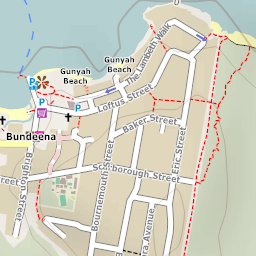 Gunyah
Beach
Gunyah
Beach
The Lambeth Walk
Loftus Street
P
P
P
Bundeena
Baker Street
Eric Street
Scarborough Street
Brighton Street
Bournemouth Street
Street